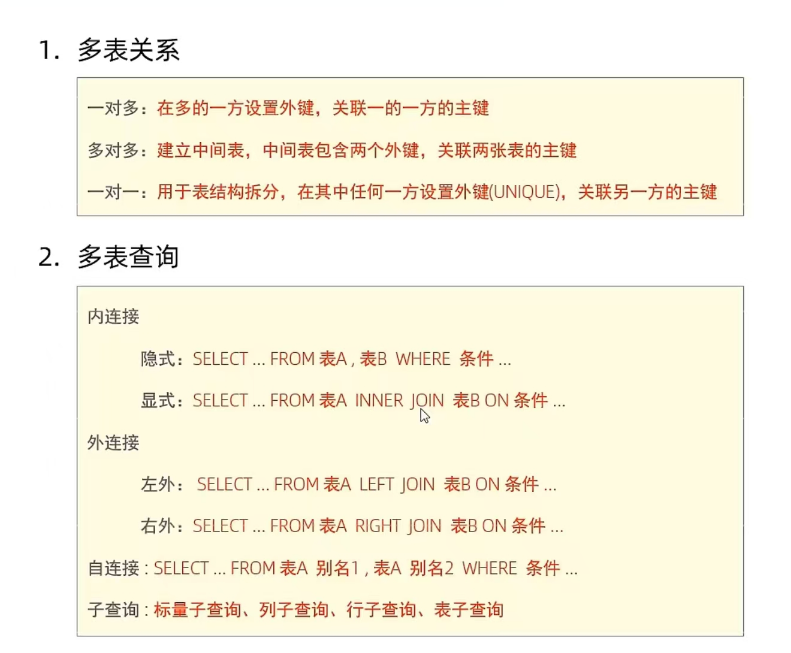 1. 多表关系
一对多：在多的一方设置外键，关联一的一方的主键
多对多：建立中间表，中间表包含两个外键，关联两张表的主键
一对一：用于表结构拆分，在其中任何一方设置外键(UNIQUE)，关联另一方的主键
2. 多表查询
内连接
隐式：SELECT ... FROM 表A , 表B WHERE 条件 ...
显式：SELECT ... FROM 表A INNER JOIN 表B ON 条件 ...
外连接
左外： SELECT ... FROM 表A LEFT JOIN 表B ON 条件 ...
右外：SELECT ... FROM 表A RIGHT JOIN 表B ON 条件 ...
自连接 : SELECT ... FROM 表A 别名1 , 表A 别名2 WHERE 条件 ...
子查询 : 标量子查询、列子查询、行子查询、表子查询